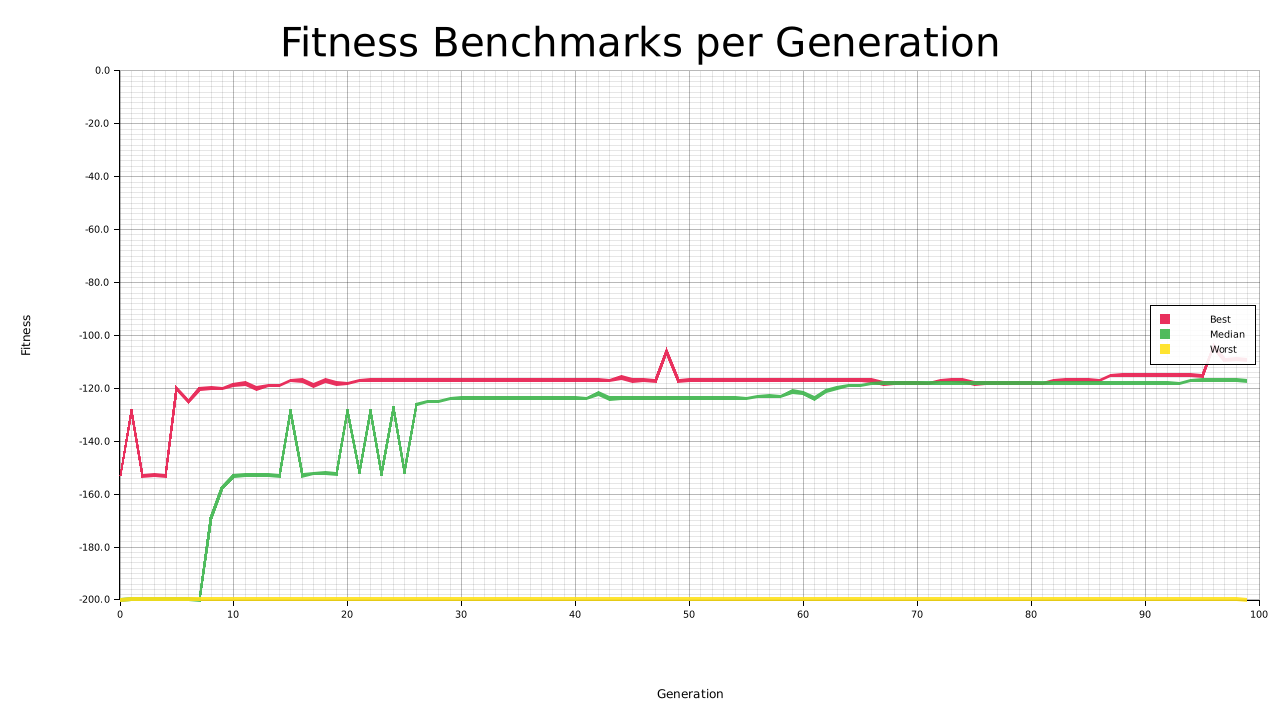 Fitness Benchmarks per Generation
0.0
-20.0
-40.0
-60.0
-80.0
-100.0
-120.0
-140.0
-160.0
-180.0
-200.0
Fitness
Best
Median
Worst
0 10 20 30 40 50 60 70 80 90 100
Generation